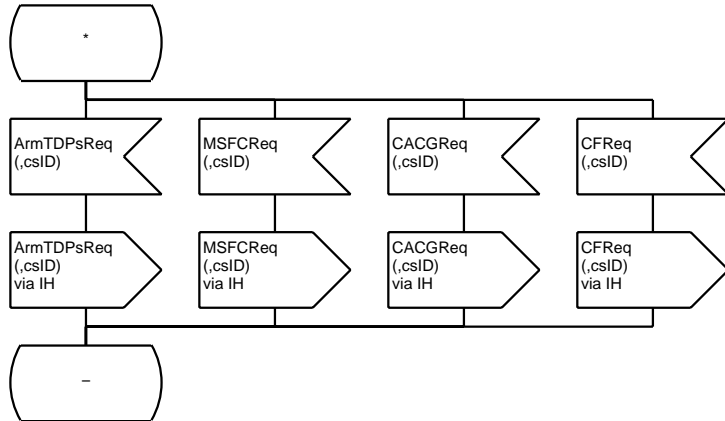 *
ArmTDPsReq
(,csID)
MSFCReq
(,csID)
CACGReq
(,csID)
CFReq
(,csID)
ArmTDPsReq
(,csID)
via IH
MSFCReq
(,csID)
via IH
CACGReq
(,csID)
via IH
CFReq
(,csID)
via IH
–